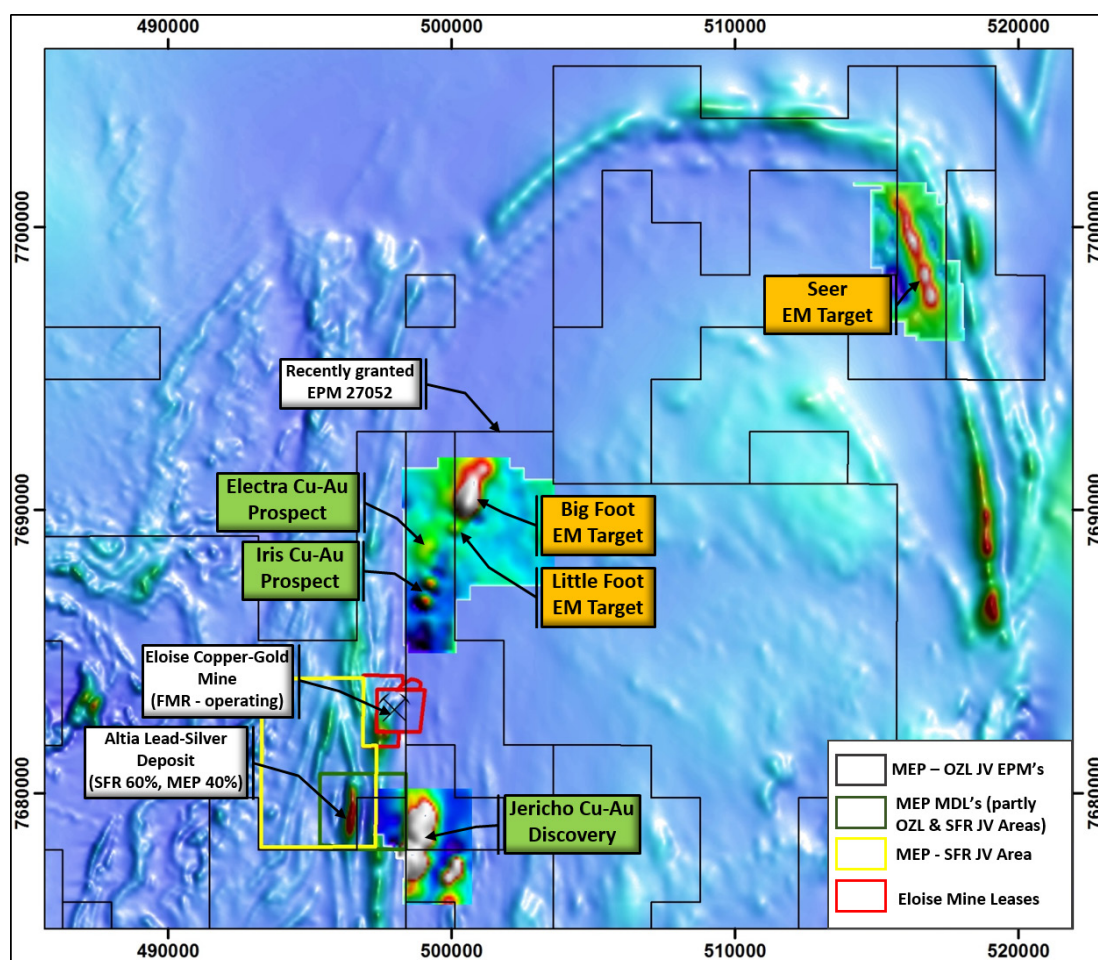 490000
500000
510000
520000
7700000
7700000
Seer
EM Target
Recently granted
EPM 27052
Electra Cu-Au
Prospect
Big Foot
EM Target
7690000
7690000
Iris Cu-Au
Prospect
Little Foot
EM Target
Eloise Copper-Gold
Mine
(FMR - operating)
Altia Lead-Silver
Deposit
(SFR 60%, MEP 40%)
7680000
7680000
Jericho Cu-Au
Discovery
MEP – OZL JV EPM's
MEP MDL's (partly
OZL & SFR JV Areas)
MEP - SFR JV Area
Eloise Mine Leases
490000
500000
510000
520000